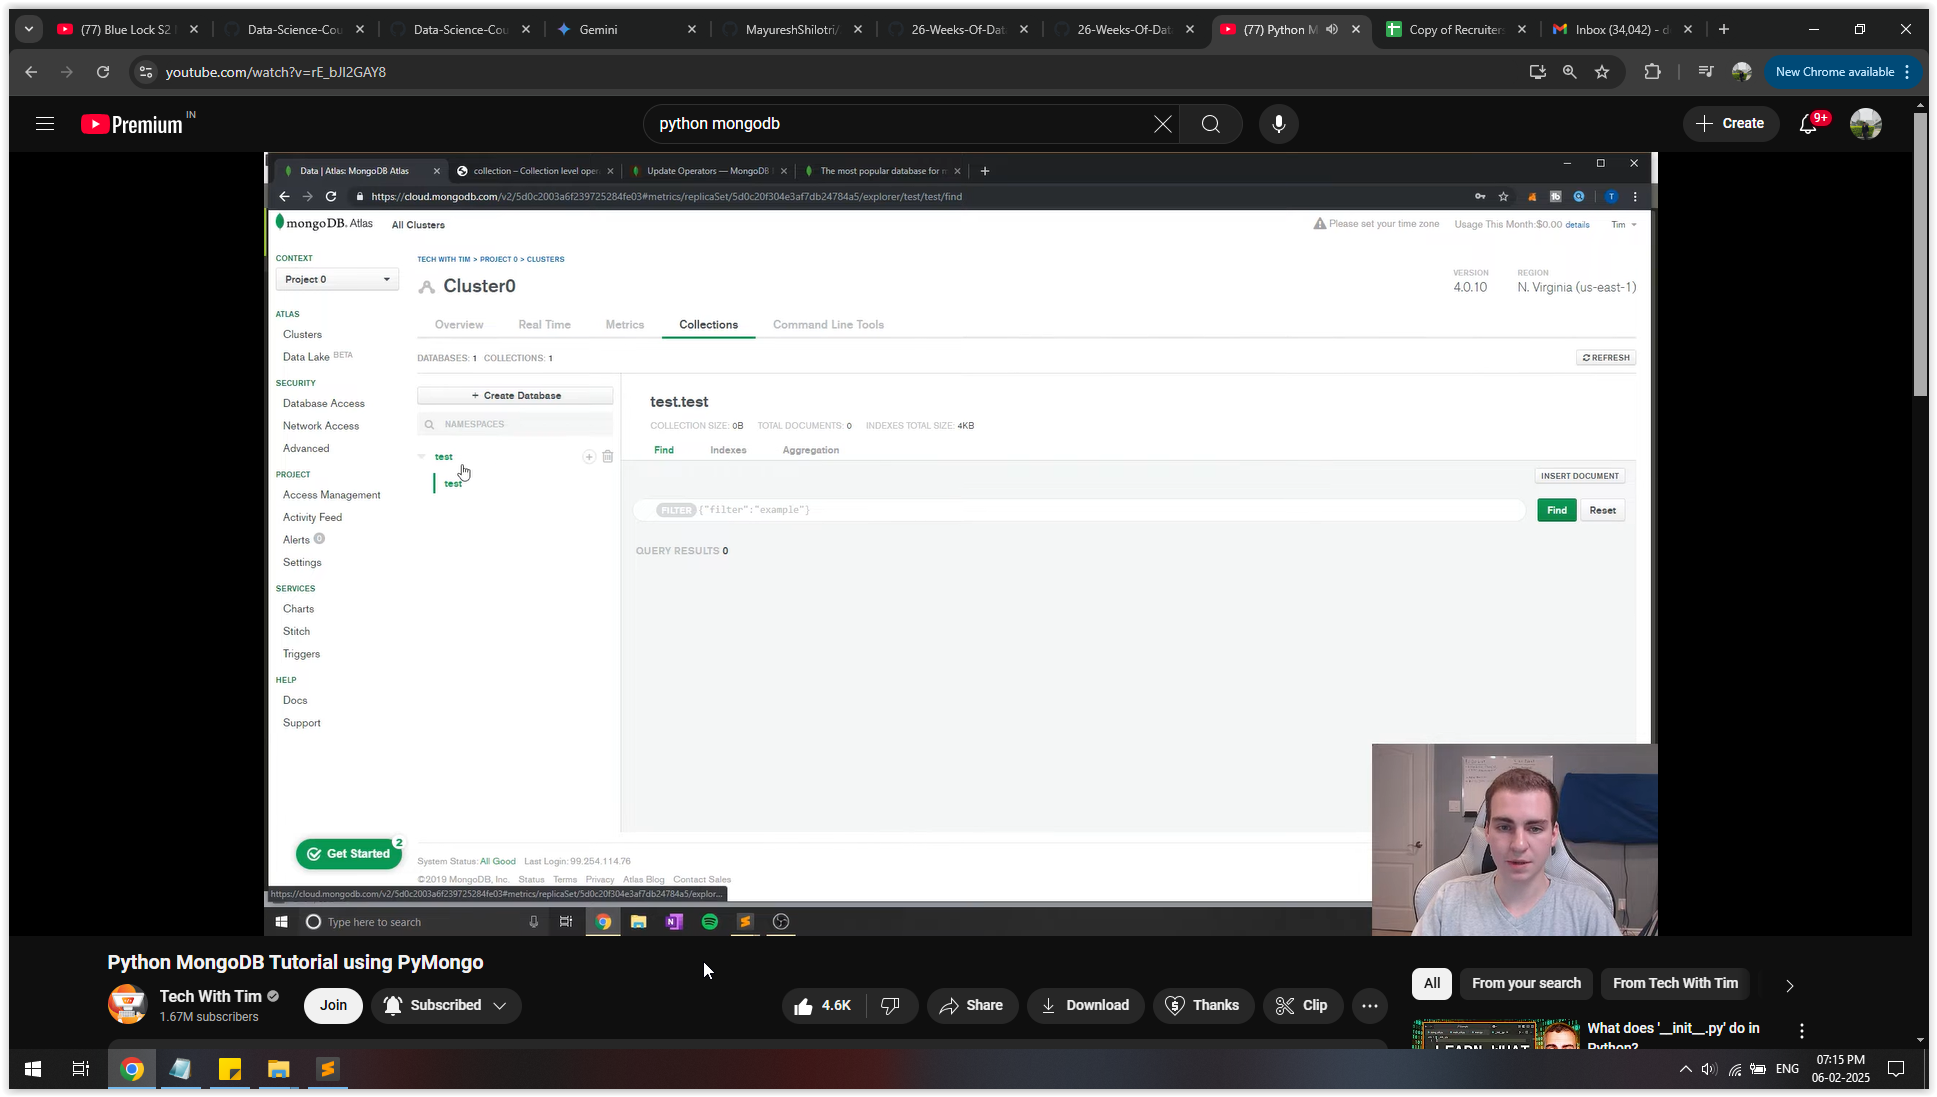 (77) Blue Lock S2
Data-Science-Cou
Data-Science-Cou
Gemini
MayureshShilotri/
26-Weeks-Of-Dat
26-Weeks-Of-Dat
(77) Python M
Copy of Recruiter
Inbox (34,042) - d
youtube.com/watch?v=rE_bJl2GAY8
New Chrome available
Premium IN
python mongodb
Create
9+
Data | Atlas: MongoDB Atlas
collection – Collection level oper
Update Operators — MongoDB
The most popular database for m
https://cloud.mongodb.com/v2/5d0c2003a6f239725284fe03#metrics/replicaSet/5d0c20f304e3af7db24784a5/explorer/test/test/find
mongoDB. Atlas
All Clusters
Please set your time zone
Usage This Month:$0.00 details
Tim
CONTEXT
Project 0
TECH WITH TIM > PROJECT 0 > CLUSTERS
Cluster0
VERSION
4.0.10
REGION
N. Virginia (us-east-1)
ATLAS
Clusters
Data Lake BETA
SECURITY
Database Access
Network Access
Advanced
PROJECT
Access Management
Activity Feed
Alerts 0
Settings
SERVICES
Charts
Stitch
Triggers
HELP
Docs
Support
Overview
Real Time
Metrics
Collections
Command Line Tools
DATABASES: 1 COLLECTIONS: 1
REFRESH
+ Create Database
NAMESPACES
test
test
test.test
COLLECTION SIZE: 0B TOTAL DOCUMENTS: 0 INDEXES TOTAL SIZE: 4KB
Find
Indexes
Aggregation
INSERT DOCUMENT
FILTER {"filter":"example"}
Find
Reset
QUERY RESULTS 0
Get Started
2
System Status: All Good Last Login: 99.254.114.76
©2019 MongoDB, Inc. Status Terms Privacy Atlas Blog Contact Sales
https://cloud.mongodb.com/v2/5d0c2003a6f239725284fe03#metrics/replicaSet/5d0c20f304e3af7db24784a5/explor...
Type here to search
Python MongoDB Tutorial using PyMongo
Tech With Tim
1.67M subscribers
Join
Subscribed
4.6K
Share
Download
Thanks
Clip
All
From your search
From Tech With Tim
What does '__init__.py' do in
Python?
LEARN WHAT
ENG
07:15 PM
06-02-2025